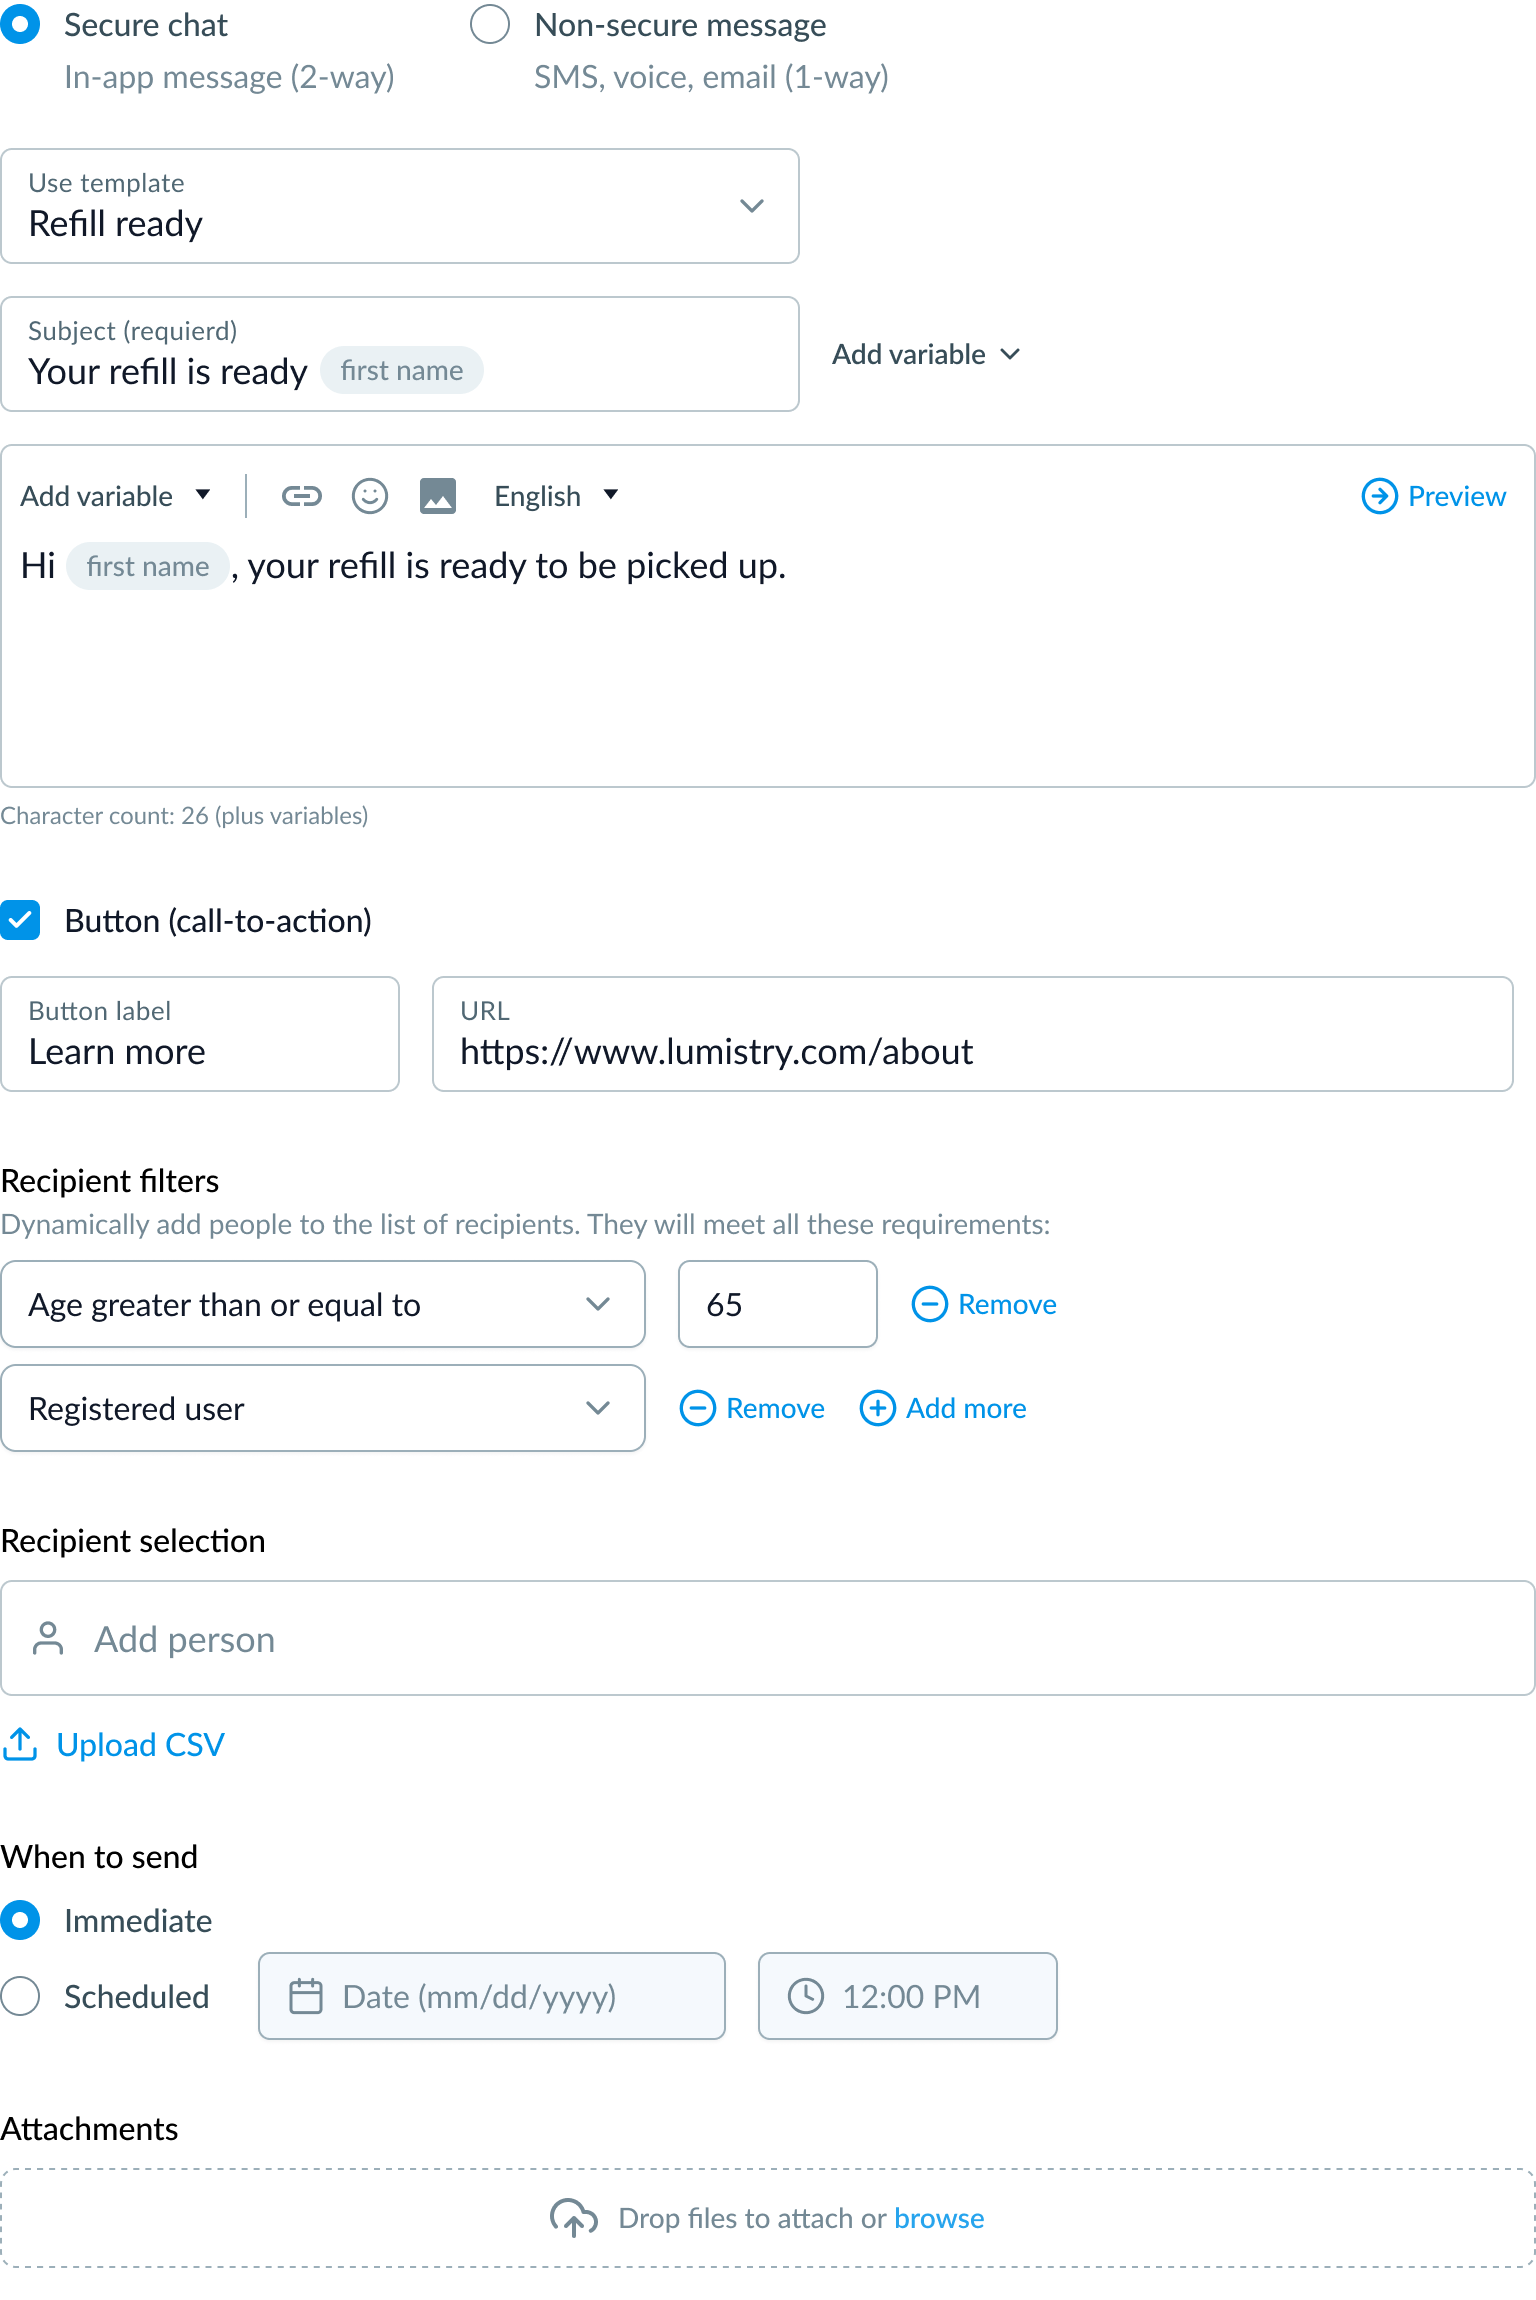 Secure chat
Non-secure message
In-app message (2-way)
SMS, voice, email (1-way)
Use template
Refill ready
Subject (requierd)
Your refill is ready first name
Add variable
Add variable English Preview
Hi first name, your refill is ready to be picked up.
Character count: 26 (plus variables)
Button (call-to-action)
Button label
Learn more
URL
https://www.lumistry.com/about
Recipient filters
Dynamically add people to the list of recipients. They will meet all these requirements:
Age greater than or equal to 65 Remove
Registered user Remove Add more
Recipient selection
Add person
Upload CSV
When to send
Immediate
Scheduled Date (mm/dd/yyyy) 12:00 PM
Attachments
Drop files to attach or browse